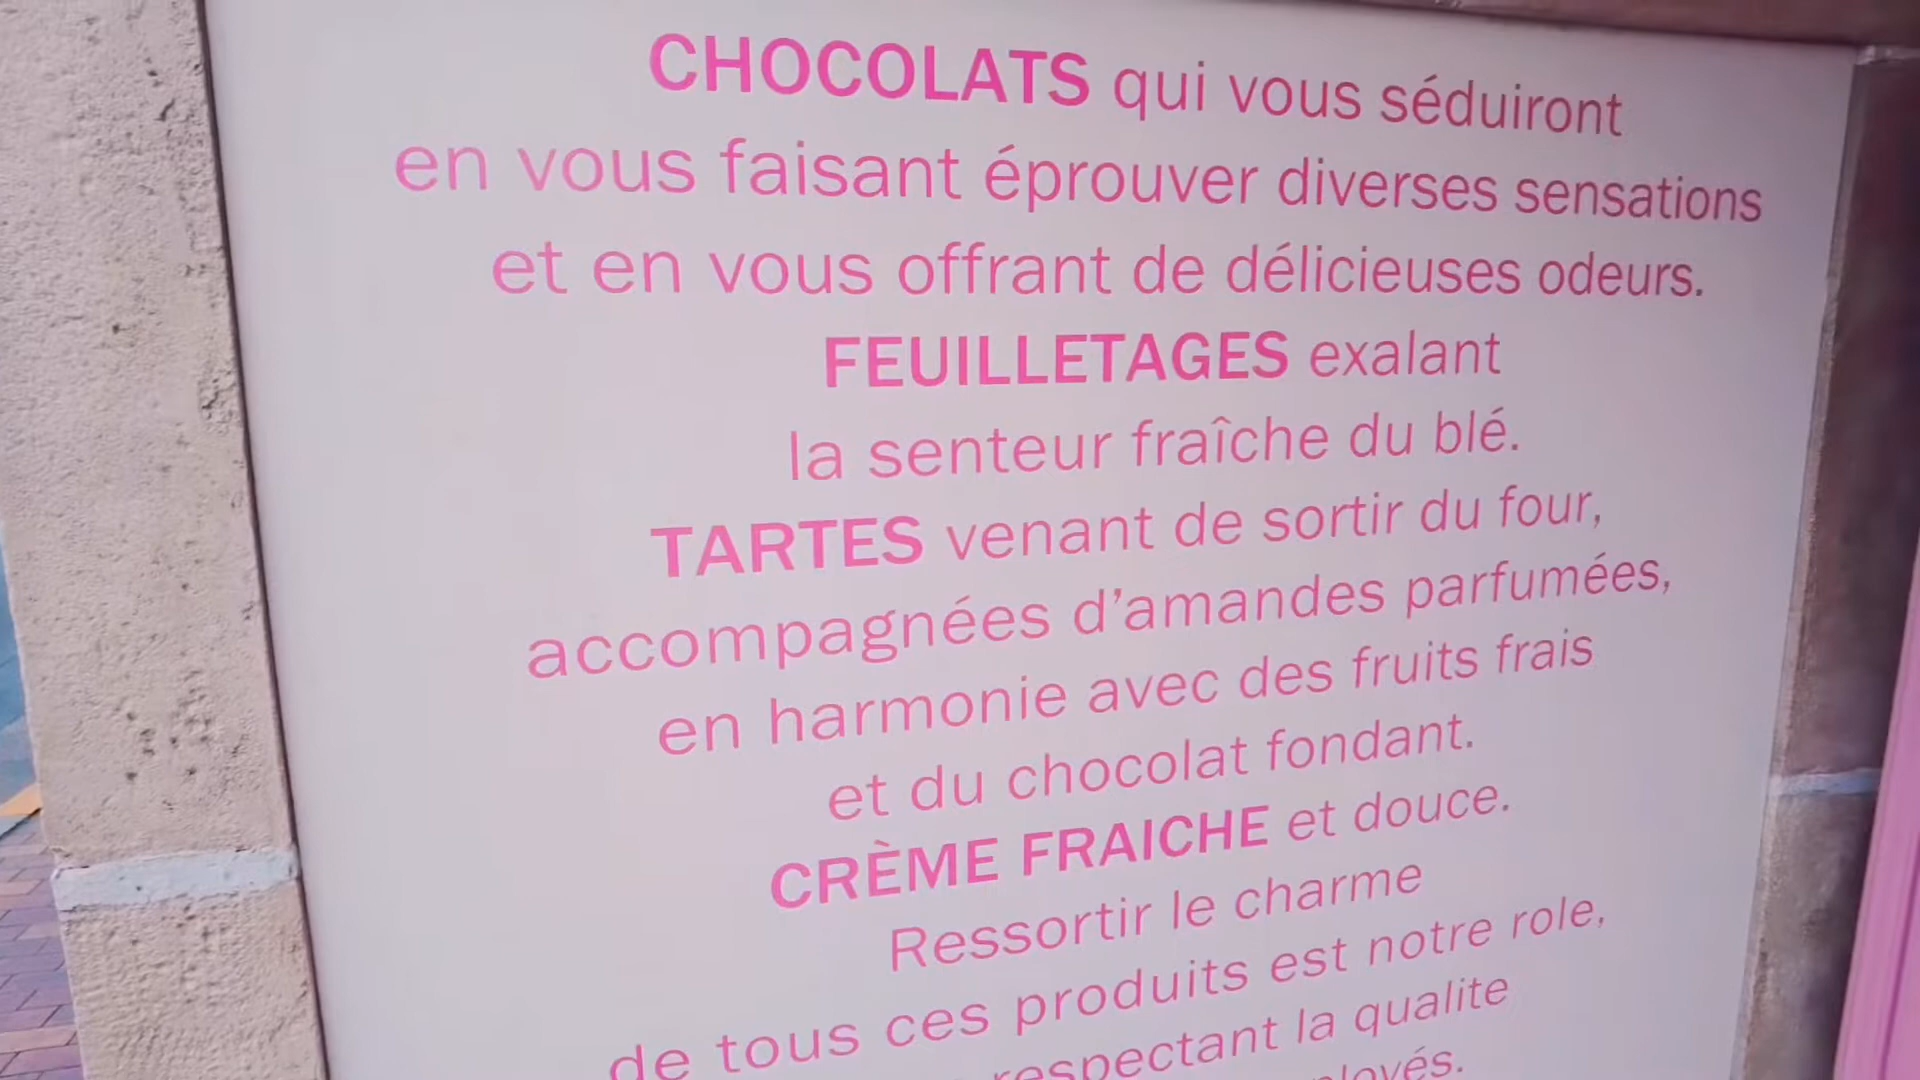 CHOCOLATS qui vous séduiront
en vous faisant éprouver diverses sensations
et en vous offrant de délicieuses odeurs.
FEUILLETAGES exalant
la senteur fraîche du blé.
TARTES venant de sortir du four,
accompagnées d’amandes parfumées,
en harmonie avec des fruits frais
et du chocolat fondant.
CRÈME FRAICHE et douce.
Ressortir le charme
de tous ces produits est notre role,
respectant la qualite